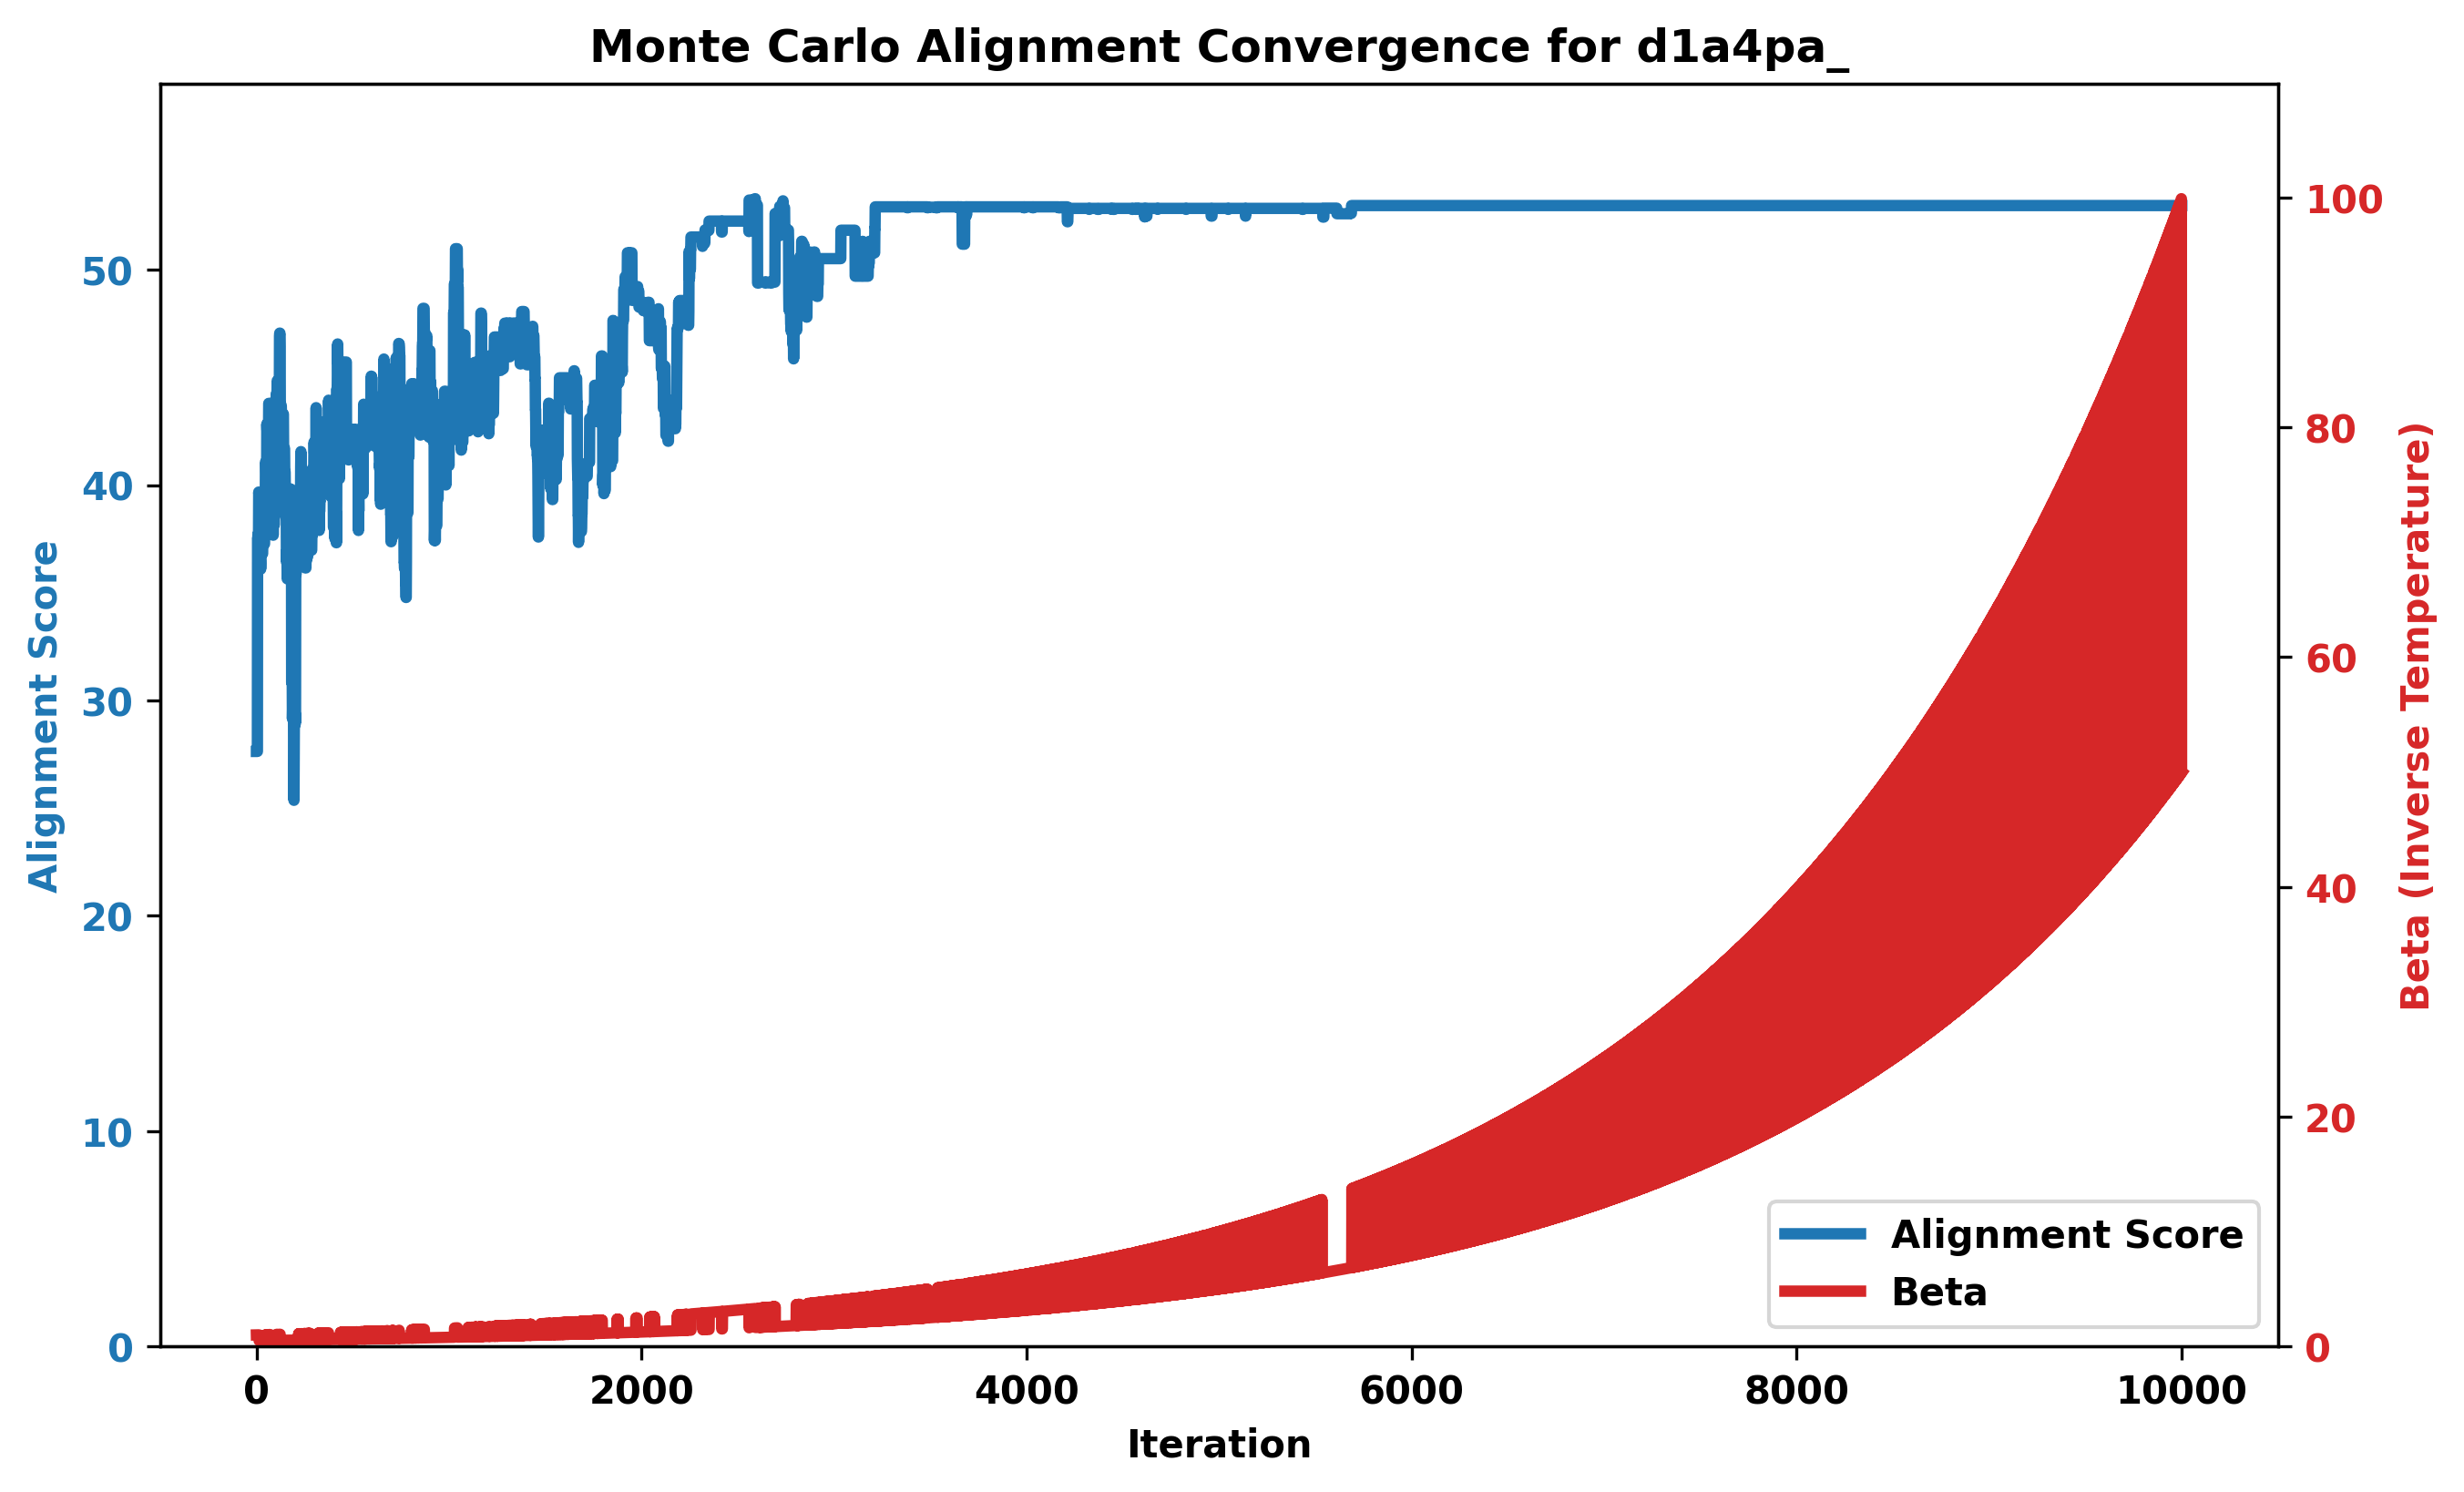 Monte Carlo Alignment Convergence for d1a4pa_
Alignment Score
50
40
30
20
10
0
100
80
60
40
20
0
Beta (Inverse Temperature)
Alignment Score
Beta
0 2000 4000 6000 8000 10000
Iteration